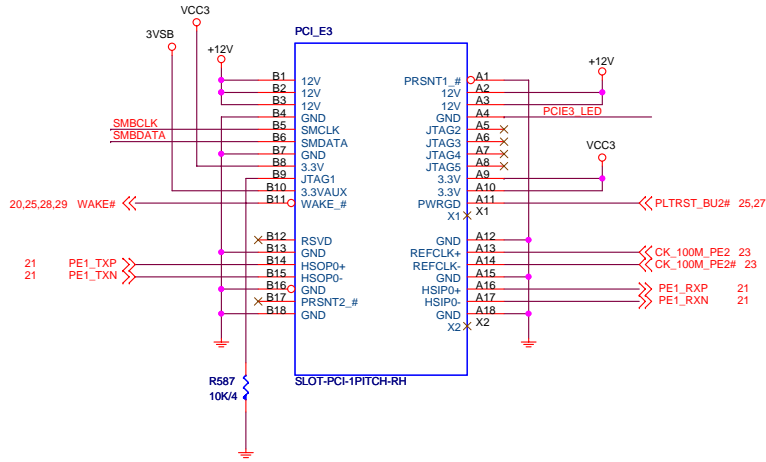 VCC3
3VSB
+12V
PCI_E3
B1 12V PRSNT1_# A1 +12V
B2 12V 12V A2
B3 12V 12V A3
B4 GND GND A4 PCIE3_LED
SMBCLK B5 SMCLK JTAG2 A5
SMBDATA B6 SMDATA JTAG3 A6
B7 GND JTAG4 A7 VCC3
B8 3.3V JTAG5 A8
B9 JTAG1 3.3V A9
B10 3.3VAUX 3.3V A10
20,25,28,29 WAKE# B11 WAKE_# PWRGD A11 PLTRST_BU2# 25,27
X1 X1
B12 RSVD GND A12
B13 GND REFCLK+ A13 CK_100M_PE2 23
21 PE1_TXP B14 HSOP0+ REFCLK- A14 CK_100M_PE2# 23
21 PE1_TXN B15 HSOP0- GND A15
B16 GND HSIP0+ A16 PE1_RXP 21
B17 PRSNT2_# HSIP0- A17 PE1_RXN 21
B18 GND GND A18
X2 X2
R587 SLOT-PCI-1PITCH-RH
10K/4